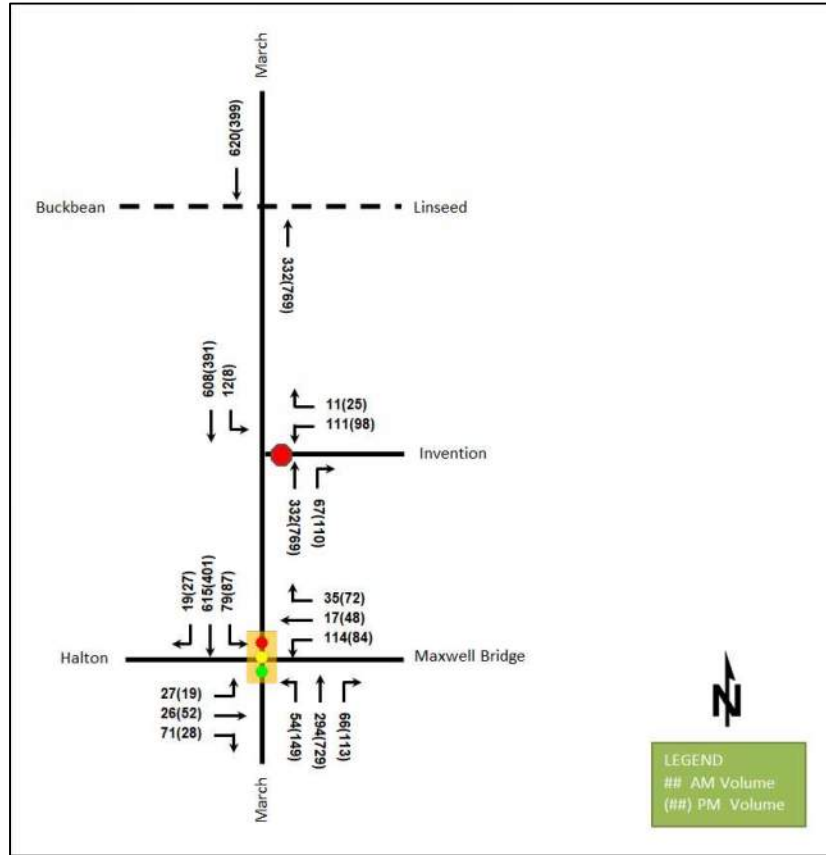 March
620(399)
Buckbean
Linseed
332(769)
608(391)
12(8)
11(25)
111(98)
Invention
332(769)
67(110)
19(27)
615(401)
79(87)
35(72)
17(48)
114(84)
Halton
Maxwell Bridge
27(19)
26(52)
71(28)
54(149)
294(729)
66(113)
March
N
LEGEND
## AM Volume
(##) PM Volume